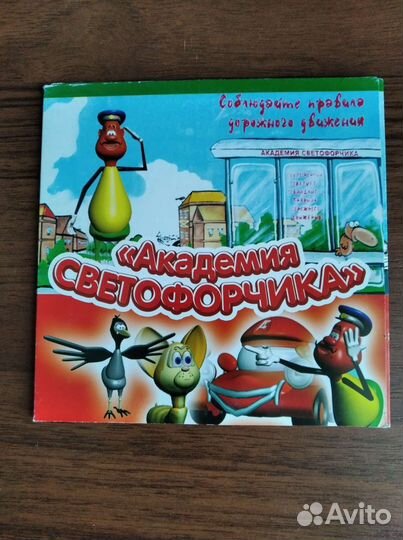 Соблюдайте правила
дорожного движения
АКАДЕМИЯ СВЕТОФОРЧИКА
«Академия
СВЕТОФОРЧИКА»
Avito